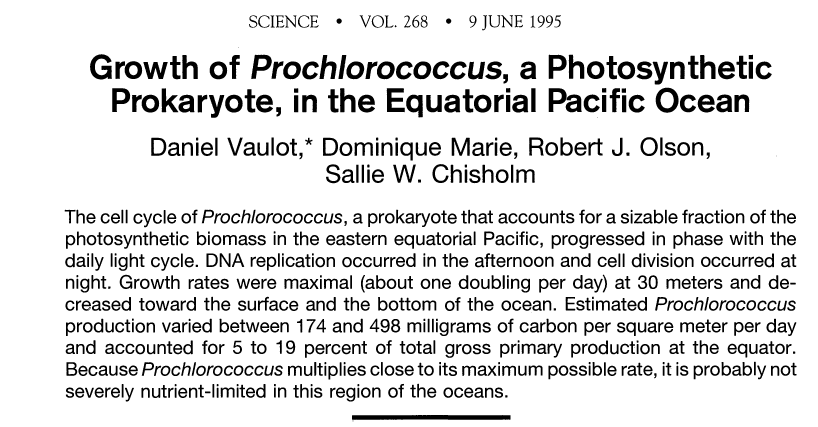 SCIENCE • VOL. 268 • 9 JUNE 1995
Growth of Prochlorococcus, a Photosynthetic
Prokaryote, in the Equatorial Pacific Ocean
Daniel Vaulot,* Dominique Marie, Robert J. Olson,
Sallie W. Chisholm
The cell cycle of Prochlorococcus, a prokaryote that accounts for a sizable fraction of the
photosynthetic biomass in the eastern equatorial Pacific, progressed in phase with the
daily light cycle. DNA replication occurred in the afternoon and cell division occurred at
night. Growth rates were maximal (about one doubling per day) at 30 meters and de-
creased toward the surface and the bottom of the ocean. Estimated Prochlorococcus
production varied between 174 and 498 milligrams of carbon per square meter per day
and accounted for 5 to 19 percent of total gross primary production at the equator.
Because Prochlorococcus multiplies close to its maximum possible rate, it is probably not
severely nutrient-limited in this region of the oceans.